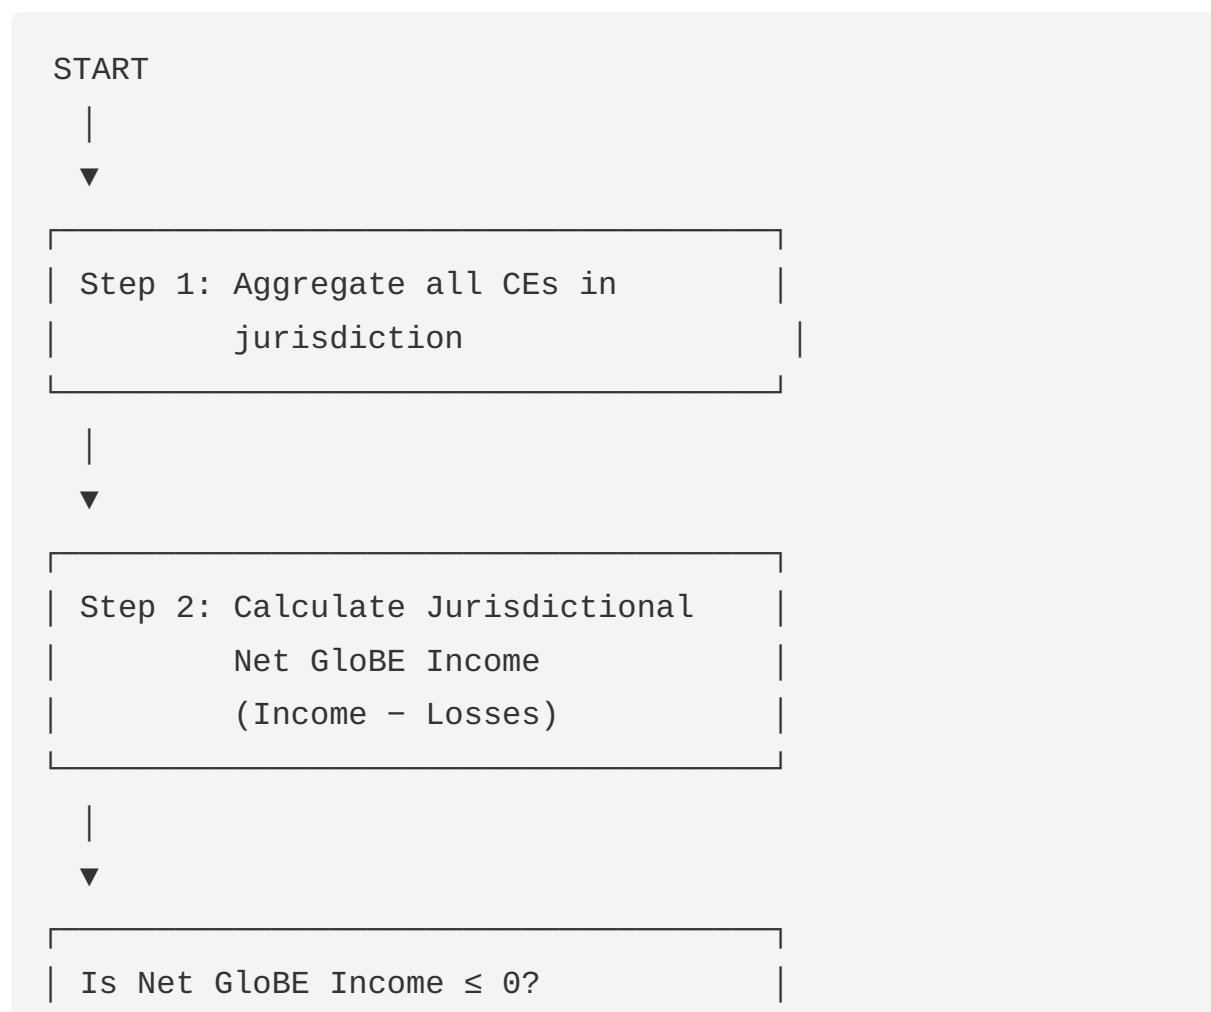 START
Step 1: Aggregate all CEs in
jurisdiction
Step 2: Calculate Jurisdictional
Net GloBE Income
(Income − Losses)
Is Net GloBE Income ≤ 0?